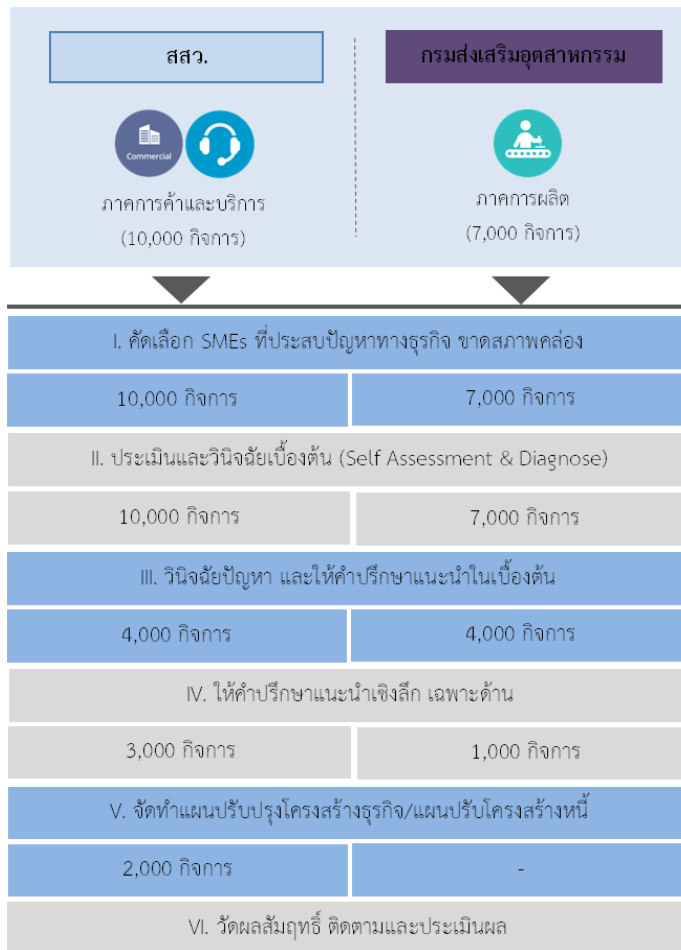 สสว.
กรมส่งเสริมอุตสาหกรรม
Commercial
ภาคการค้าและบริการ
(10,000 กิจการ)
ภาคการผลิต
(7,000 กิจการ)
I. คัดเลือก SMEs ที่ประสบปัญหาทางธุรกิจ ขาดสภาพคล่อง
10,000 กิจการ
7,000 กิจการ
II. ประเมินและวินิจฉัยเบื้องต้น (Self Assessment & Diagnose)
10,000 กิจการ
7,000 กิจการ
III. วินิจฉัยปัญหา และให้คำปรึกษาแนะนำในเบื้องต้น
4,000 กิจการ
4,000 กิจการ
IV. ให้คำปรึกษาแนะนำเชิงลึก เฉพาะด้าน
3,000 กิจการ
1,000 กิจการ
V. จัดทำแผนปรับปรุงโครงสร้างธุรกิจ/แผนปรับโครงสร้างหนี้
2,000 กิจการ
-
VI. วัดผลสัมฤทธิ์ ติดตามและประเมินผล